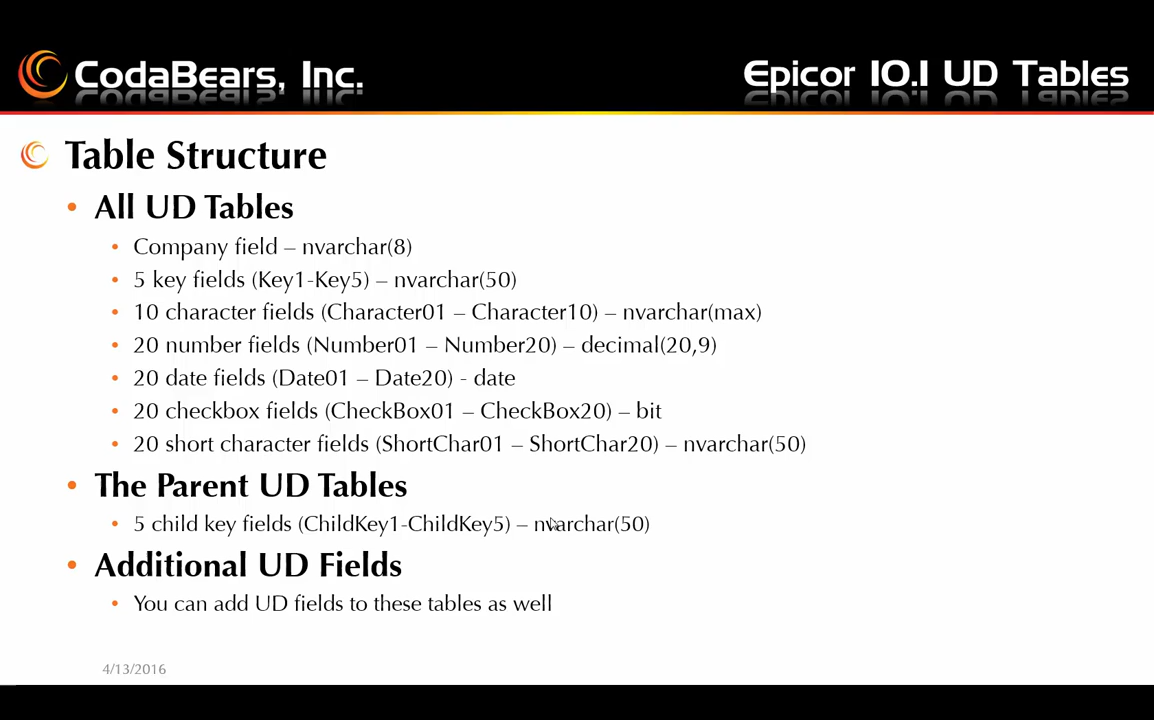 CodaBears, Inc.
Epicor 10.1 UD Tables
Table Structure
• All UD Tables
• Company field – nvarchar(8)
• 5 key fields (Key1-Key5) – nvarchar(50)
• 10 character fields (Character01 – Character10) – nvarchar(max)
• 20 number fields (Number01 – Number20) – decimal(20,9)
• 20 date fields (Date01 – Date20) - date
• 20 checkbox fields (CheckBox01 – CheckBox20) – bit
• 20 short character fields (ShortChar01 – ShortChar20) – nvarchar(50)
• The Parent UD Tables
• 5 child key fields (ChildKey1-ChildKey5) – nvarchar(50)
• Additional UD Fields
• You can add UD fields to these tables as well
4/13/2016